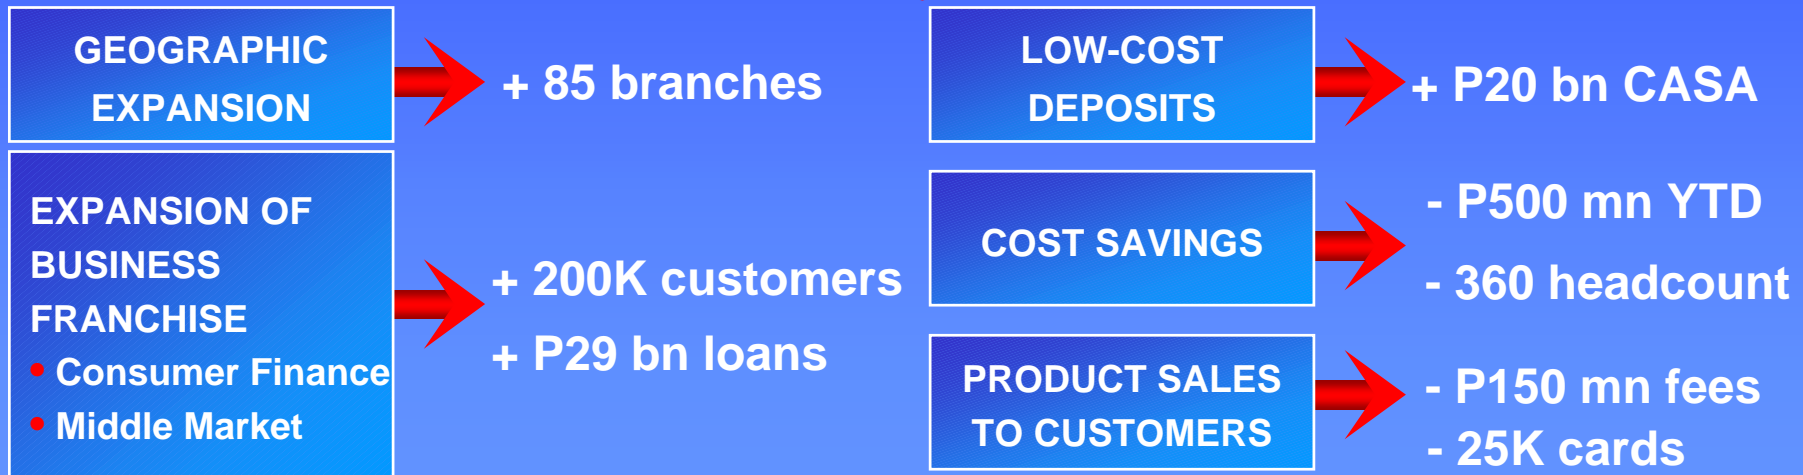 GEOGRAPHIC
EXPANSION
+ 85 branches
EXPANSION OF
BUSINESS
FRANCHISE
• Consumer Finance
• Middle Market
+ 200K customers
+ P29 bn loans
LOW-COST
DEPOSITS
+ P20 bn CASA
COST SAVINGS
- P500 mn YTD
- 360 headcount
PRODUCT SALES
TO CUSTOMERS
- P150 mn fees
- 25K cards